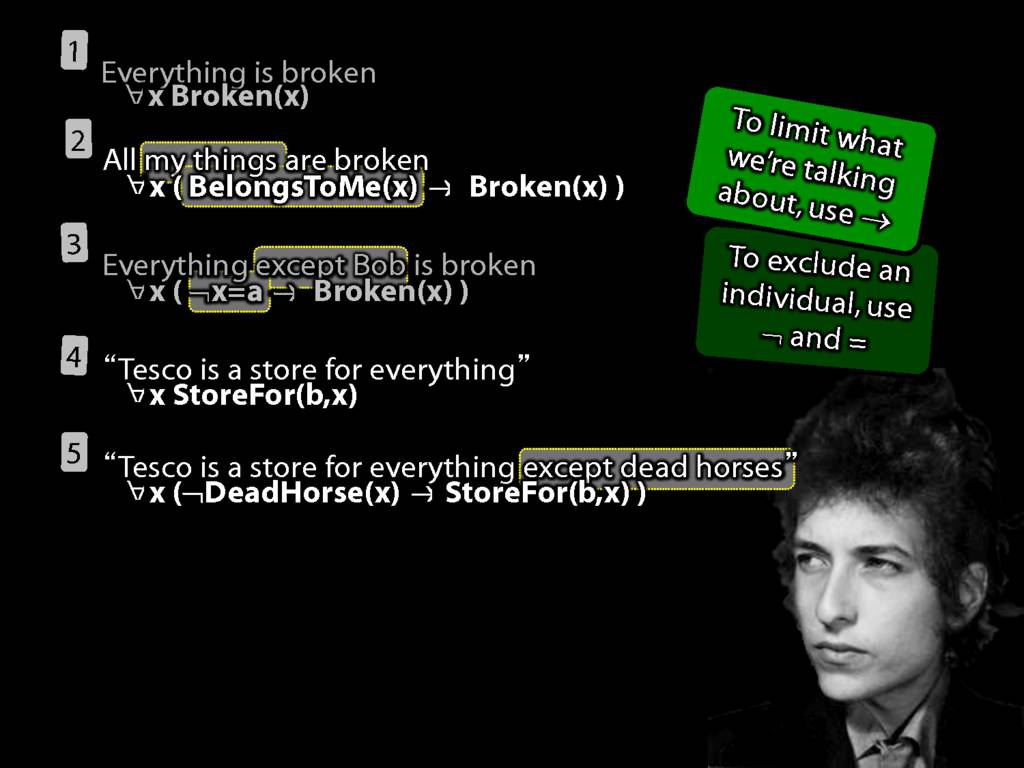 1
Everything is broken
∀x Broken(x)
2
All my things are broken
∀x ( BelongsToMe(x) → Broken(x) )
3
Everything except Bob is broken
∀x ( ¬x=a → Broken(x) )
4
“Tesco is a store for everything”
∀x StoreFor(b,x)
5
“Tesco is a store for everything except dead horses”
∀x (¬DeadHorse(x) → StoreFor(b,x) )
To limit what
we’re talking
about, use →
To exclude an
individual, use
¬ and =